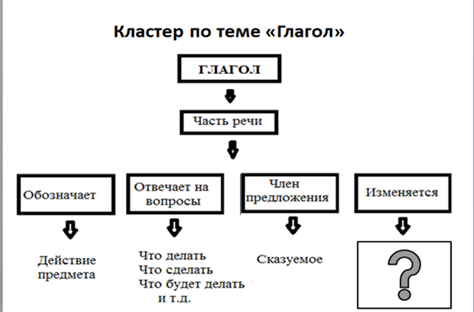 Кластер по теме «Глагол»
ГЛАГОЛ
Часть речи
Обозначает
Отвечает на
вопросы
Член
предложения
Изменяется
Действие
предмета
Что делать
Что сделать
Что будет делать
и т.д.
Сказуемое
?